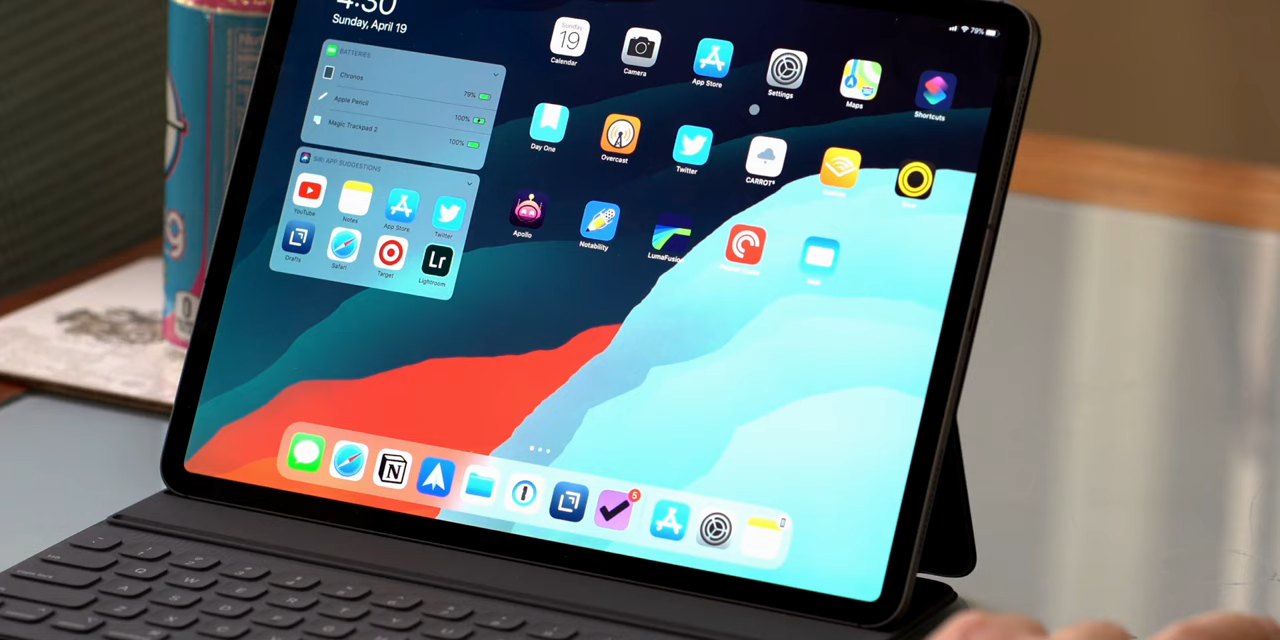 4:30
Sunday, April 19
79%
BATTERIES
Chronos
79%
Apple Pencil
100%
Magic Trackpad 2
100%
SIRI APP SUGGESTIONS
YouTube
Notes
App Store
Twitter
Drafts
Safari
Target
Lr
Lightroom
Sunday
19
Calendar
Camera
App Store
Settings
Maps
Shortcuts
Day One
Overcast
Twitter
CARROT
Apollo
Notability
LumaFusion
N
5
Q
W
E
R
T
A
S
D
F
Z
X
C